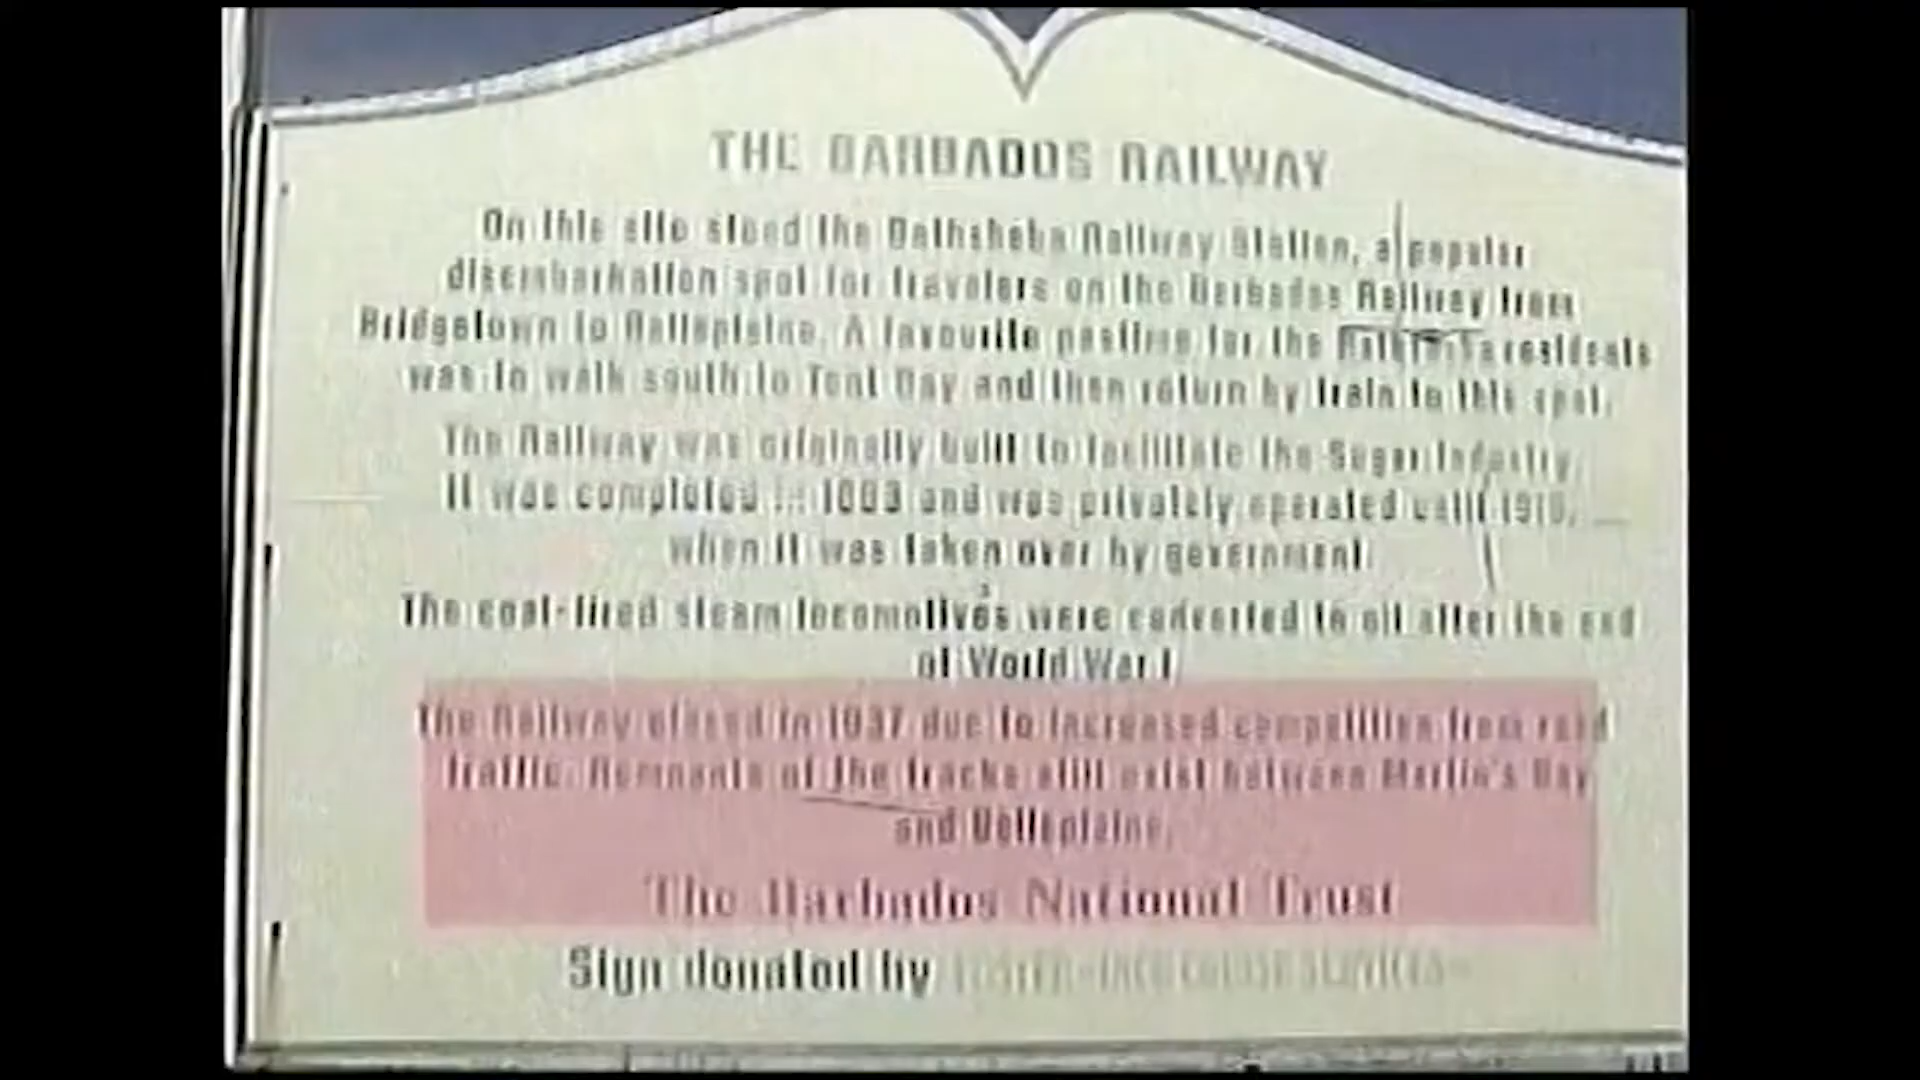 THE BARBADOS RAILWAY
On this site stood the Bathsheba Railway Station, a popular
disembarkation spot for travelers on the Barbados Railway from
Bridgetown to Belleplaine. A favourite pastime for the residents
was to walk south to Tent Bay and then return by train to this spot.
The Railway was originally built to facilitate the Sugar Industry.
It was completed in 1883 and was privately operated until
when it was taken over by government.
The coal-fired steam locomotives were converted to oil after the end
of World War I
The Railway closed in 1937 due to increased competition from road
traffic. Remnants of the tracks still exist between Martin's Bay
and Belleplaine.
The Barbados National Trust
Sign donated by